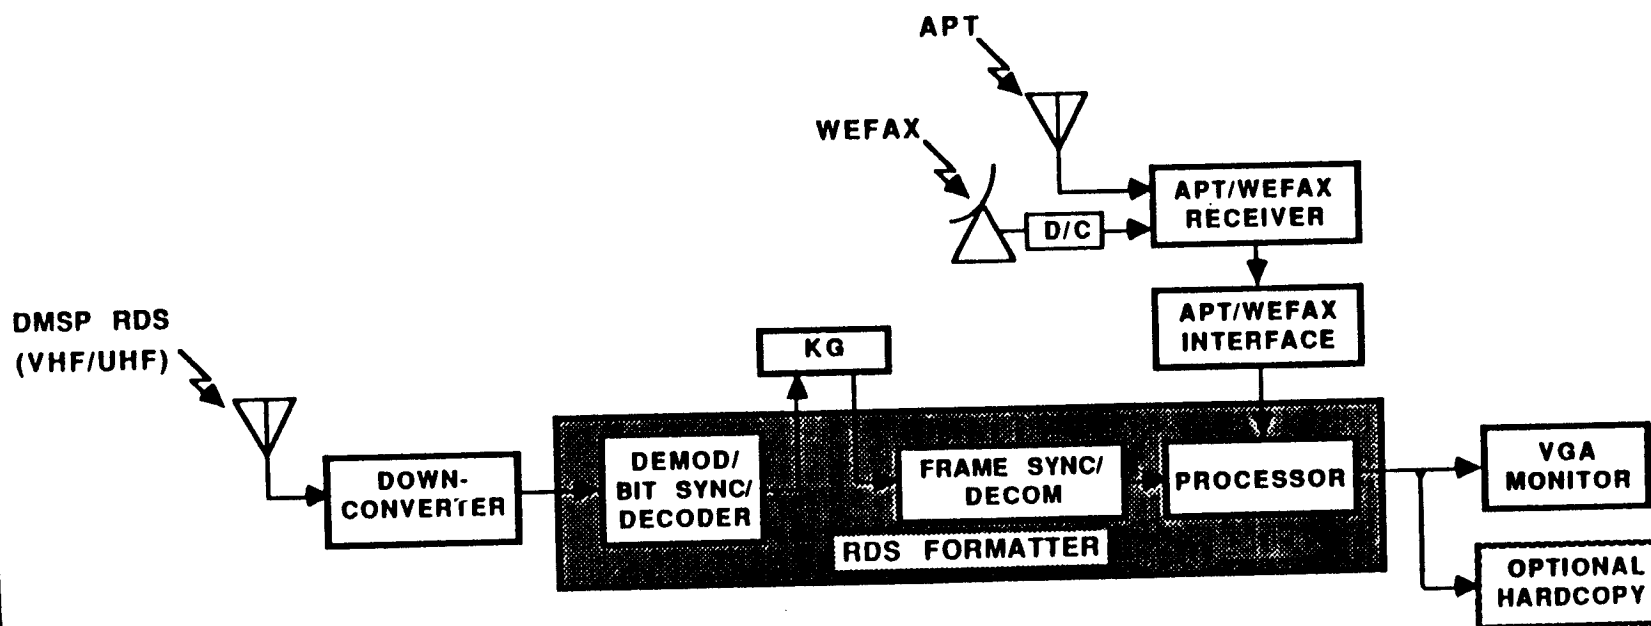 APT
WEFAX
APT/WEFAX
RECEIVER
D/C
APT/WEFAX
INTERFACE
DMSP RDS
(VHF/UHF)
KG
DOWN-
CONVERTER
DEMOD/
BIT SYNC/
DECODER
FRAME SYNC/
DECOM
PROCESSOR
RDS FORMATTER
VGA
MONITOR
OPTIONAL
HARDCOPY